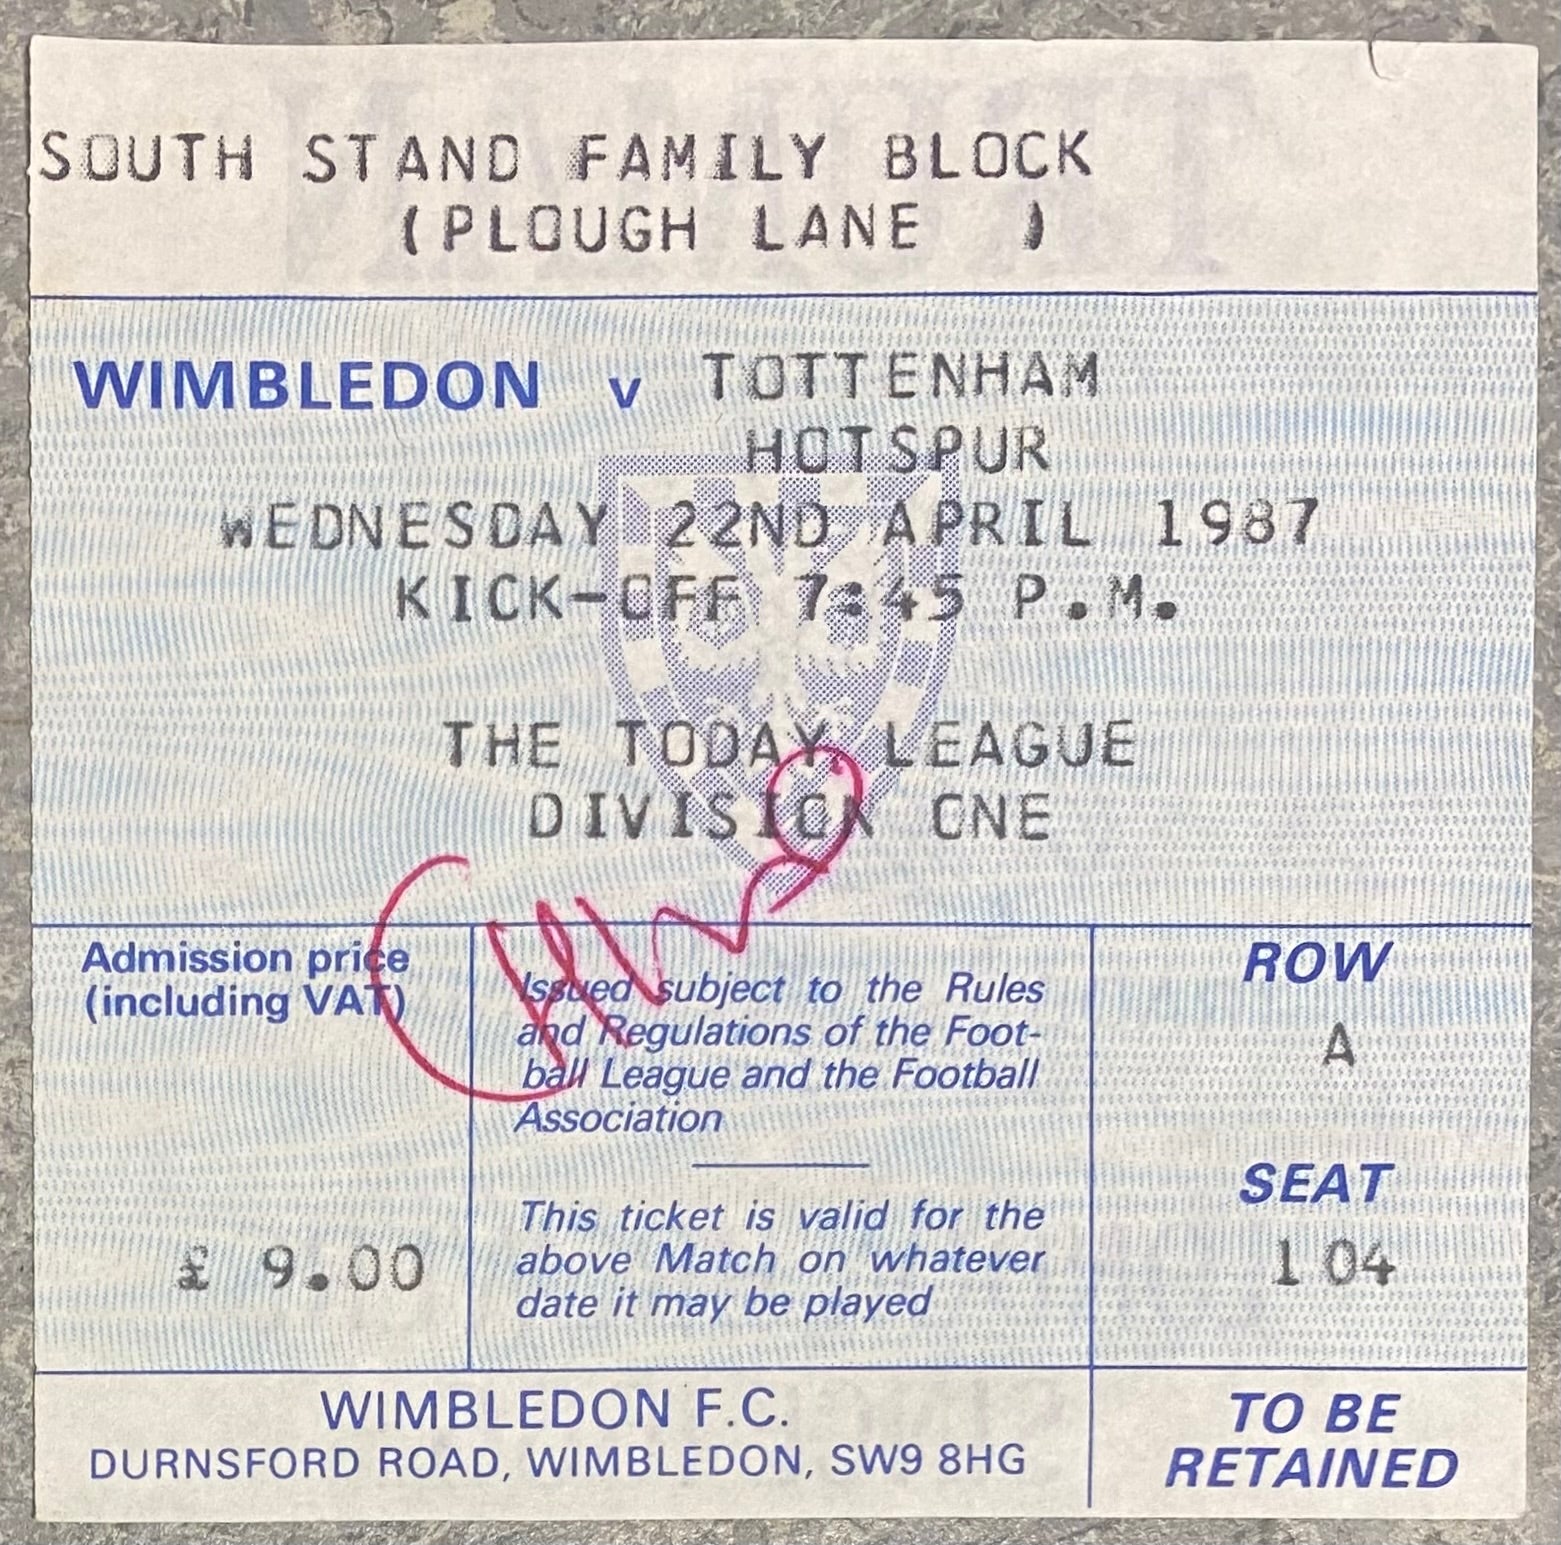 SOUTH STAND FAMILY BLOCK
(PLOUGH LANE )
WIMBLEDON v TOTTENHAM
HOTSPUR
WEDNESDAY 22ND APRIL 1987
KICK-OFF 7:45 P.M.
THE TODAY LEAGUE
DIVISION ONE
Admission price
(including VAT)
£ 9.00
Issued subject to the Rules
and Regulations of the Foot-
ball League and the Football
Association
This ticket is valid for the
above Match on whatever
date it may be played
ROW
A
SEAT
104
WIMBLEDON F.C.
DURNSFORD ROAD, WIMBLEDON, SW9 8HG
TO BE
RETAINED